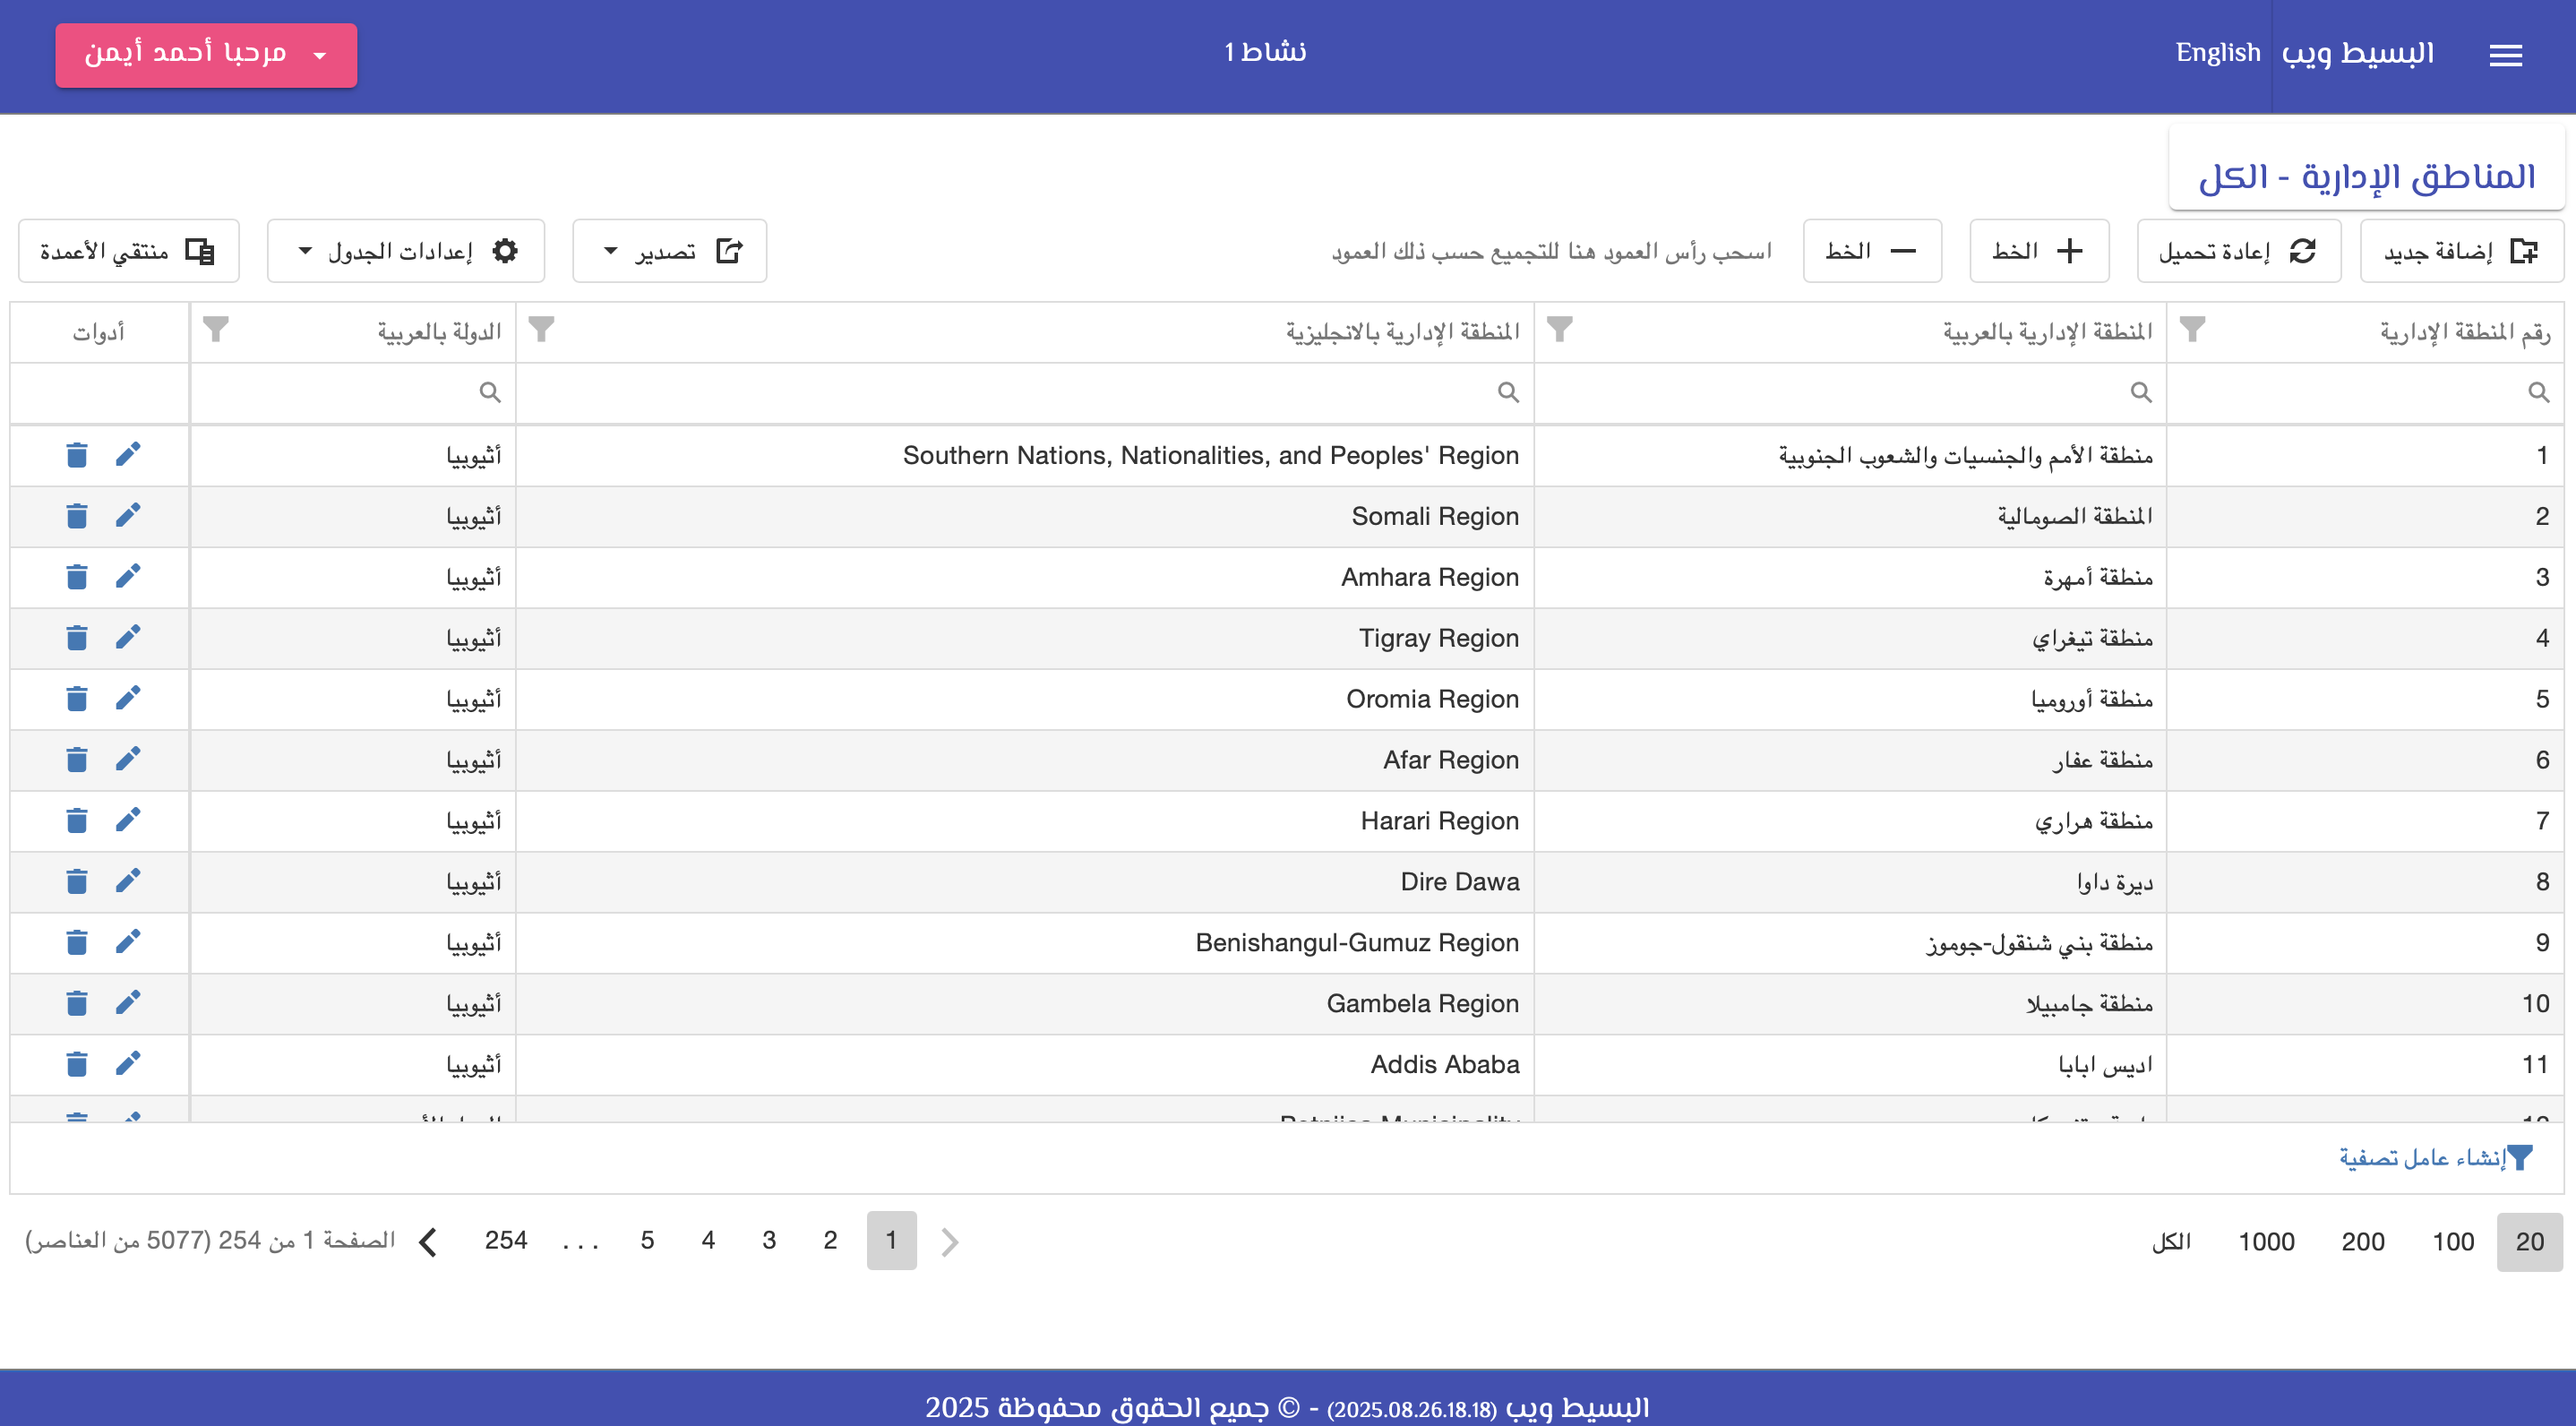 البسيط ويب English نشاط 1 مرحبا أحمد أيمن
المناطق الإدارية - الكل
إضافة جديد إعادة تحميل الخط الخط اسحب رأس العمود هنا للتجميع حسب ذلك العمود تصدير إعدادات الجدول منتقي الأعمدة
رقم المنطقة الإدارية المنطقة الإدارية بالعربية المنطقة الإدارية بالانجليزية الدولة بالعربية أدوات
1 منطقة الأمم والجنسيات والشعوب الجنوبية Southern Nations, Nationalities, and Peoples' Region أثيوبيا
2 المنطقة الصومالية Somali Region أثيوبيا
3 منطقة أمهرة Amhara Region أثيوبيا
4 منطقة تيغراي Tigray Region أثيوبيا
5 منطقة أوروميا Oromia Region أثيوبيا
6 منطقة عفار Afar Region أثيوبيا
7 منطقة هراري Harari Region أثيوبيا
8 ديرة داوا Dire Dawa أثيوبيا
9 منطقة بني شنقول-جوموز Benishangul-Gumuz Region أثيوبيا
10 منطقة جامبيلا Gambela Region أثيوبيا
11 اديس ابابا Addis Ababa أثيوبيا
إنشاء عامل تصفية
20 100 200 1000 الكل 1 2 3 4 5 . . . 254 الصفحة 1 من 254 (5077 من العناصر)
البسيط ويب (2025.08.26.18.18) - © جميع الحقوق محفوظة 2025